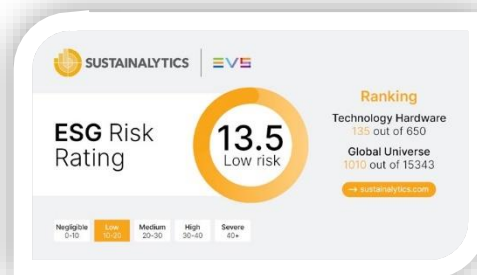 SUSTAINALYTICS
EVS
ESG Risk
Rating
13.5
Low risk
Ranking
Technology Hardware
135 out of 650
Global Universe
1010 out of 15343
→ sustainalytics.com
Negligible Low Medium High Severe
0-10 10-20 20-30 30-40 40+